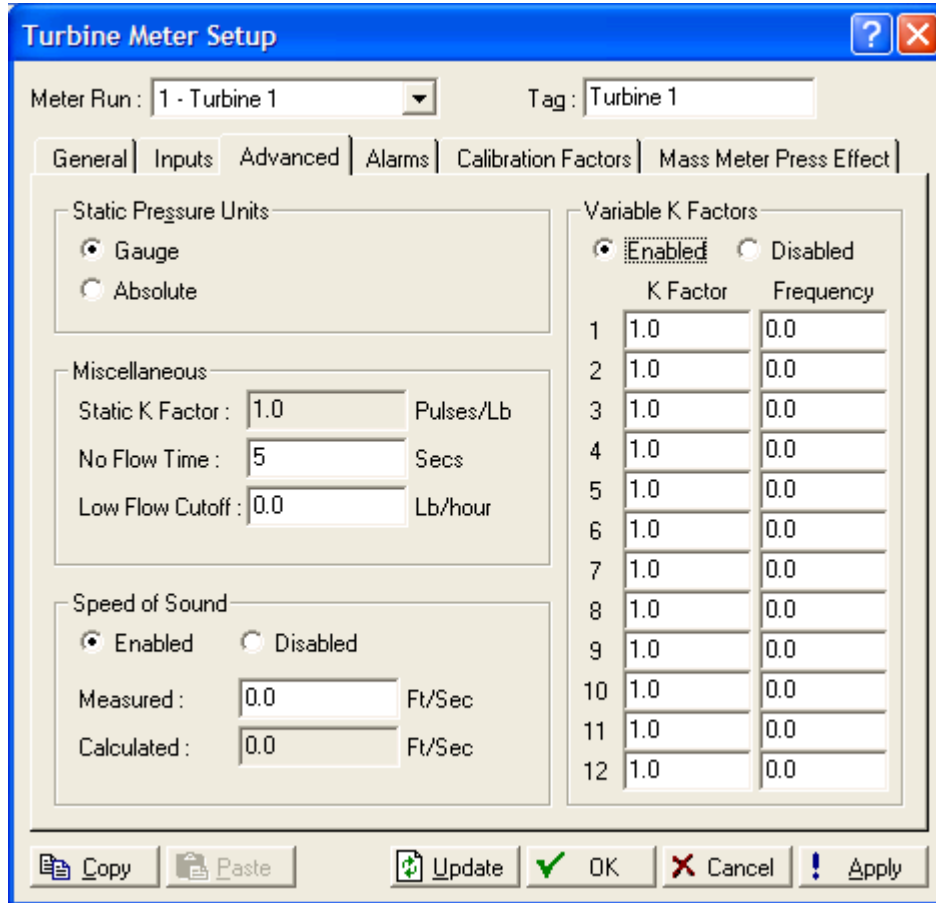 Turbine Meter Setup
Meter Run : 1 - Turbine 1 Tag : Turbine 1
General Inputs Advanced Alarms Calibration Factors Mass Meter Press Effect
Static Pressure Units
Gauge
Absolute
Miscellaneous
Static K Factor : 1.0 Pulses/Lb
No Flow Time : 5 Secs
Low Flow Cutoff : 0.0 Lb/hour
Speed of Sound
Enabled Disabled
Measured : 0.0 Ft/Sec
Calculated : 0.0 Ft/Sec
Variable K Factors
Enabled Disabled
K Factor Frequency
1 1.0 0.0
2 1.0 0.0
3 1.0 0.0
4 1.0 0.0
5 1.0 0.0
6 1.0 0.0
7 1.0 0.0
8 1.0 0.0
9 1.0 0.0
10 1.0 0.0
11 1.0 0.0
12 1.0 0.0
Copy Paste Update OK Cancel Apply